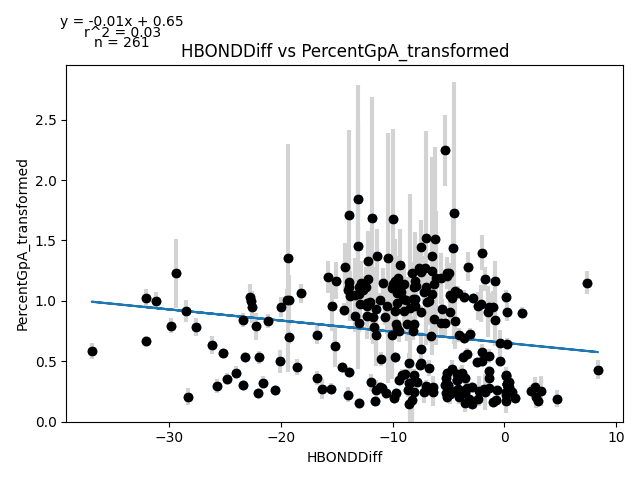 y = -0.01x + 0.65
r^2 = 0.03
n = 261
HBONDDiff vs PercentGpA_transformed
PercentGpA_transformed
2.5
2.0
1.5
1.0
0.5
0.0
−30
−20
−10
0
10
HBONDDiff